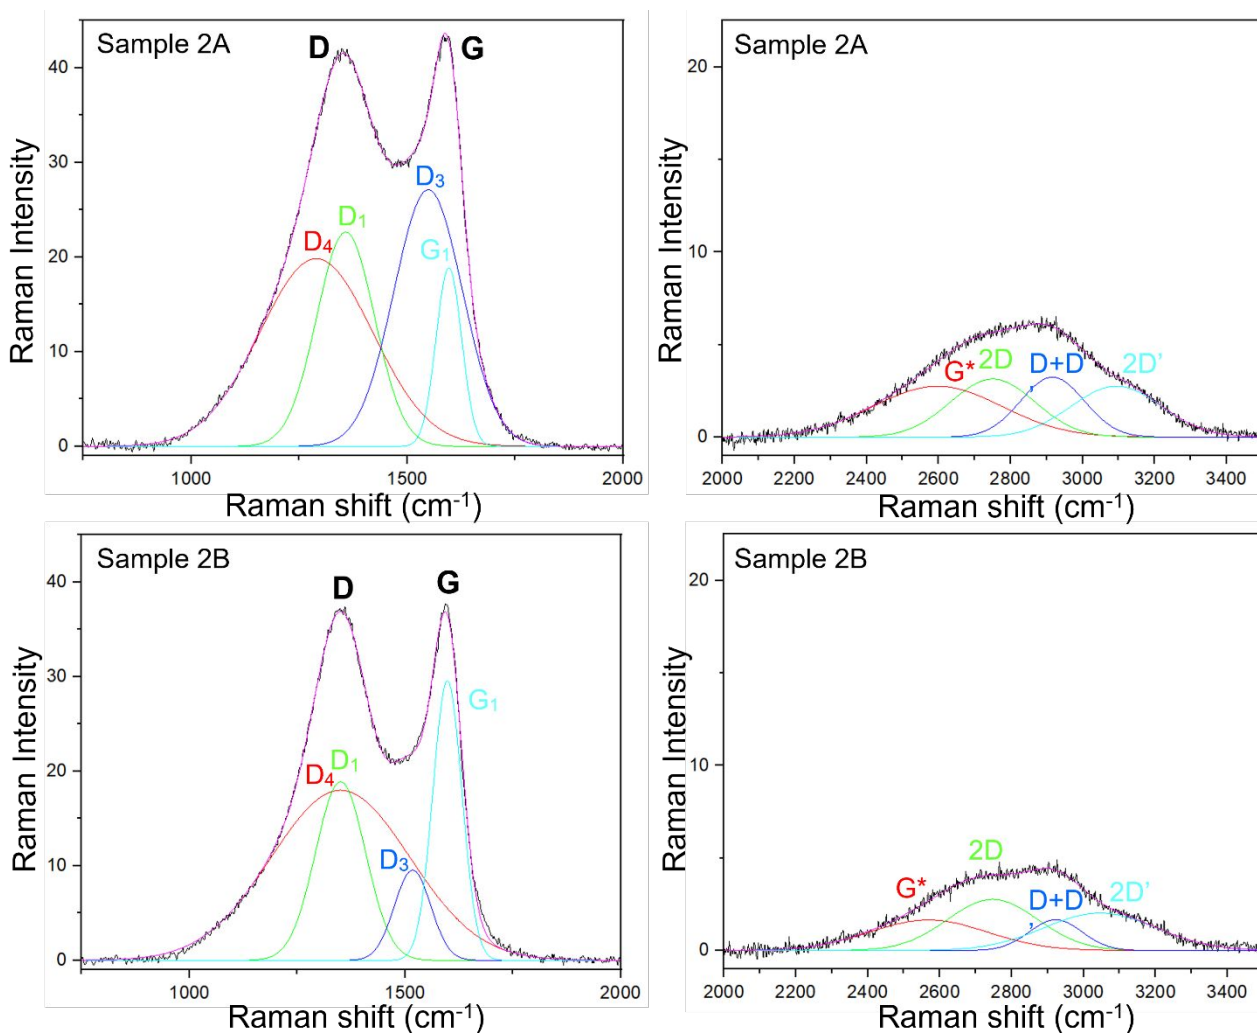 Sample 2A
D
G
D4
D1
D3
G1
Raman Intensity
40
30
20
10
0
1000
1500
2000
Raman shift (cm-1)
Sample 2A
G*
2D
D+D
'
2D'
Raman Intensity
20
10
0
2000 2200 2400 2600 2800 3000 3200 3400
Raman shift (cm-1)
Sample 2B
D
G
G1
D4
D1
D3
Raman Intensity
40
30
20
10
0
1000
1500
2000
Raman shift (cm-1)
Sample 2B
2D
G*
D+D
'
2D'
Raman Intensity
20
10
0
2000 2200 2400 2600 2800 3000 3200 3400
Raman shift (cm-1)